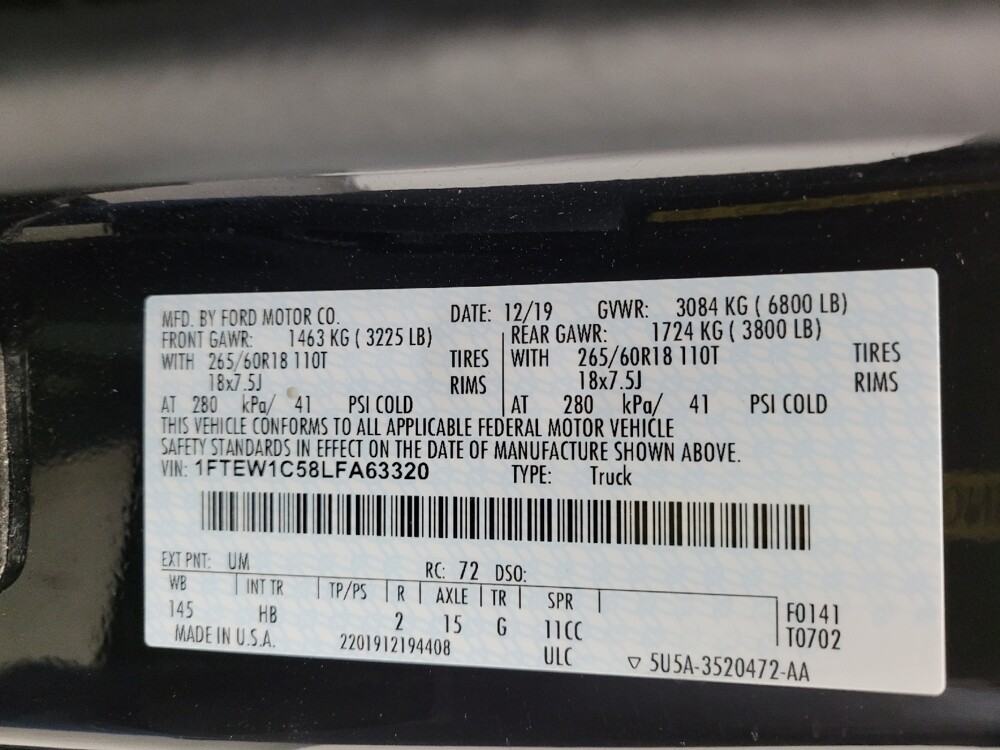 MFD. BY FORD MOTOR CO. DATE: 12/19 GVWR: 3084 KG ( 6800 LB)
FRONT GAWR: 1463 KG ( 3225 LB) REAR GAWR: 1724 KG ( 3800 LB)
WITH 265/60R18 110T TIRES WITH 265/60R18 110T TIRES
18x7.5J RIMS 18x7.5J RIMS
AT 280 kPa/ 41 PSI COLD AT 280 kPa/ 41 PSI COLD
THIS VEHICLE CONFORMS TO ALL APPLICABLE FEDERAL MOTOR VEHICLE
SAFETY STANDARDS IN EFFECT ON THE DATE OF MANUFACTURE SHOWN ABOVE.
VIN: 1FTEW1C58LFA63320 TYPE: Truck
EXT PNT: UM RC: 72 DSO:
WB INT TR TP/PS R AXLE TR SPR
145 HB 2 15 G 11CC F0141
MADE IN U.S.A. 2201912194408 ULC T0702
5U5A-3520472-AA